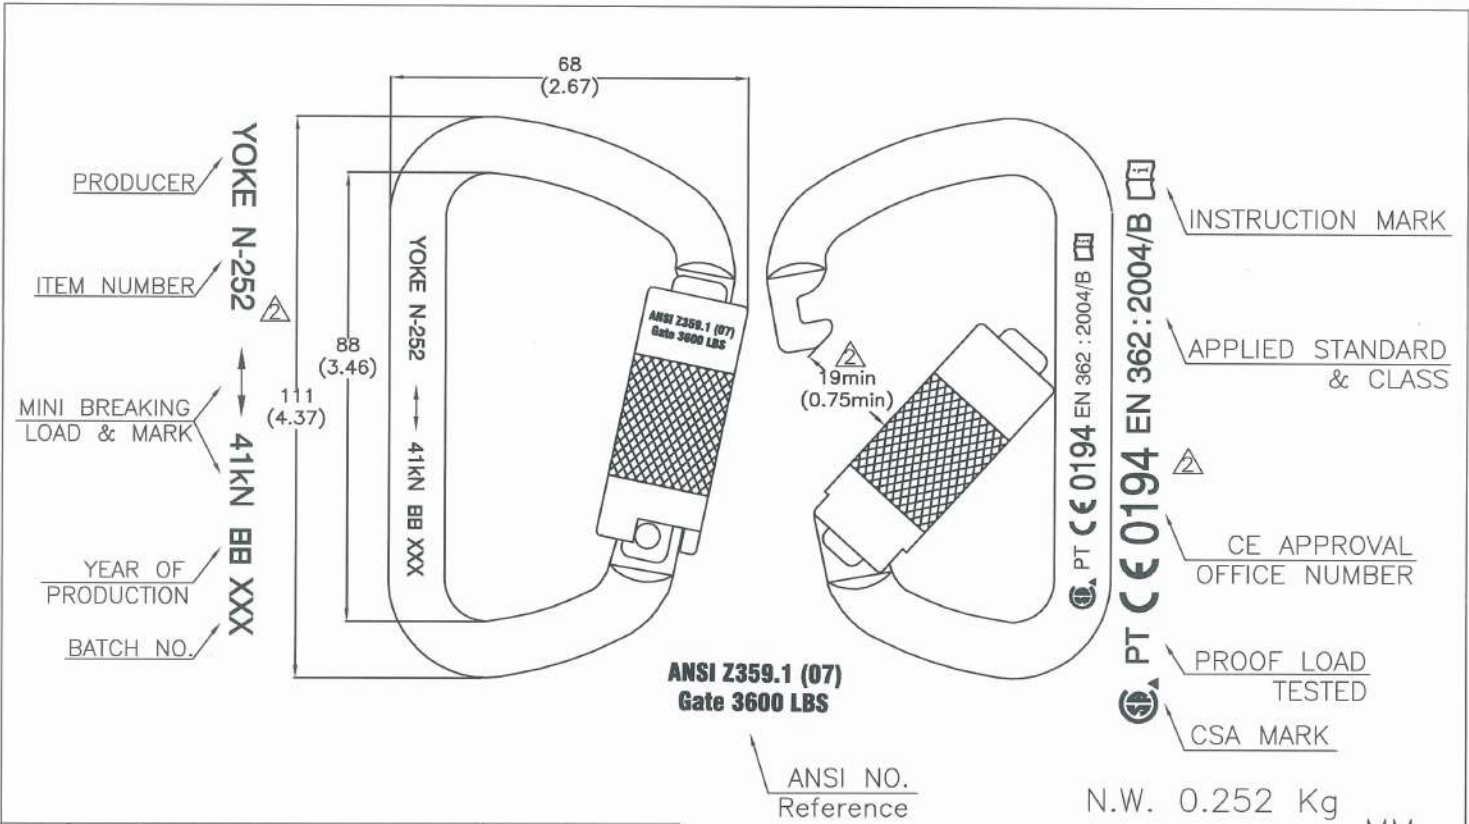 68
(2.67)
YOKE N-252 2 41kN BB XXX
PRODUCER
ITEM NUMBER
MINI BREAKING
LOAD & MARK
YEAR OF
PRODUCTION
BATCH NO.
88
(3.46)
111
(4.37)
YOKE N-252 41kN BB XXX
ANSI Z359.1 (07)
Gate 3600 LBS
2
19min
(0.75min)
PT CE 0194 EN 362 : 2004/B i
PT CE 0194 EN 362 : 2004/B i
2
INSTRUCTION MARK
APPLIED STANDARD
& CLASS
CE APPROVAL
OFFICE NUMBER
PROOF LOAD
TESTED
CSA MARK
ANSI Z359.1 (07)
Gate 3600 LBS
ANSI NO.
Reference
N.W. 0.252 Kg